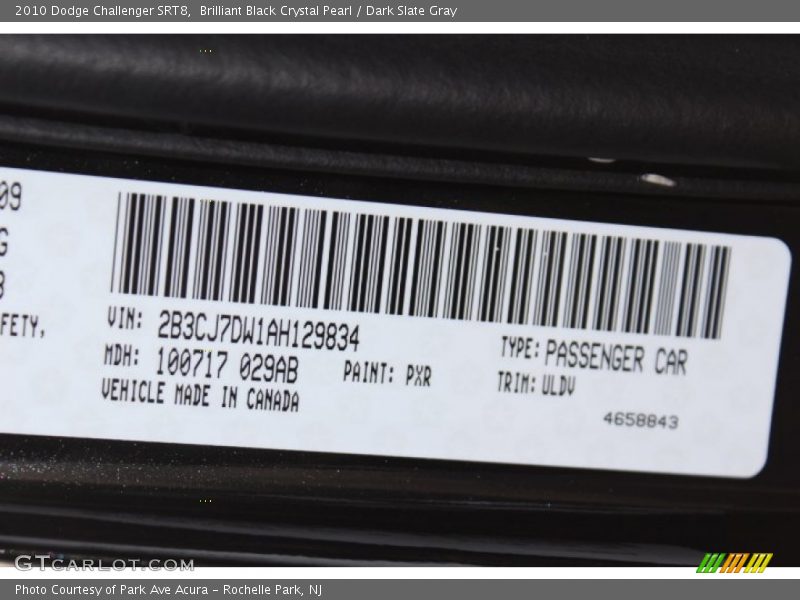 2010 Dodge Challenger SRT8,  Brilliant Black Crystal Pearl / Dark Slate Gray
09
G
FETY,
VIN: 2B3CJ7DW1AH129834
TYPE: PASSENGER CAR
MDH: 100717 029AB
PAINT: PXR
TRIM: ULDV
VEHICLE MADE IN CANADA
4658843
GTCARLOT.COM
Photo Courtesy of Park Ave Acura - Rochelle Park, NJ